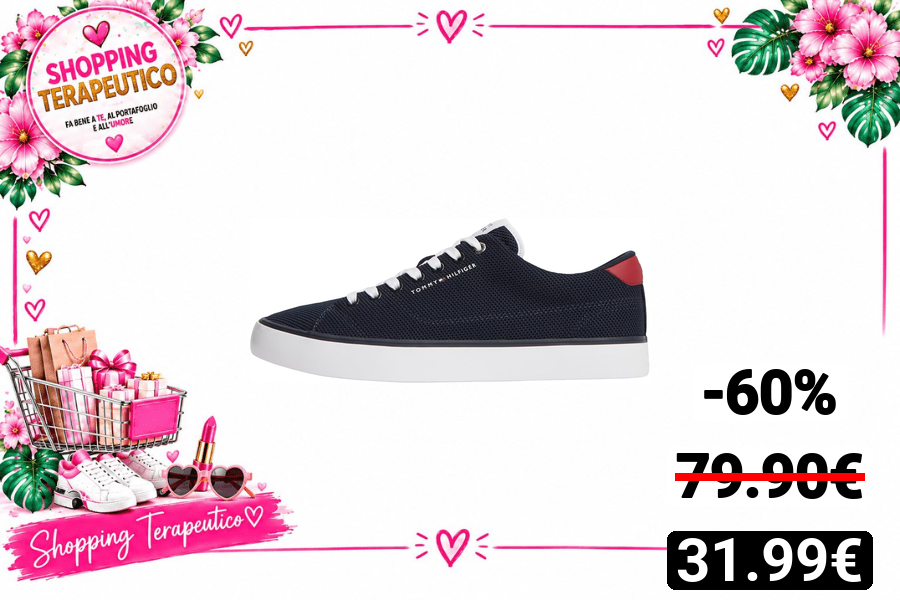 SHOPPING
TERAPEUTICO
FA BENE A TE, AL PORTAFOGLIO
E ALL'UMORE
TOMMY HILFIGER
-60%
79.90€
31.99€
Shopping Terapeutico